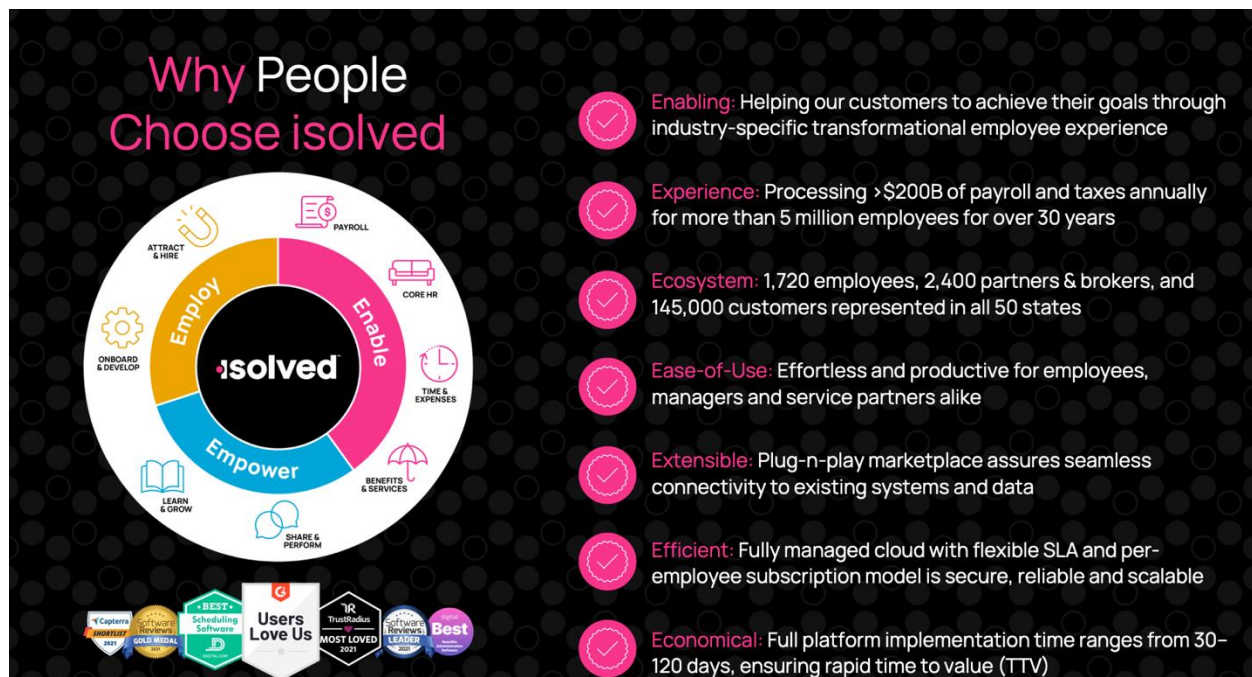 Why People
Choose isolved
PAYROLL
ATTRACT
& HIRE
CORE HR
Employ
Enable
ONBOARD
& DEVELOP
isolved
TIME &
EXPENSES
Empower
BENEFITS
& SERVICES
LEARN
& GROW
SHARE &
PERFORM
Capterra
SHORTLIST
2021
Software
Reviews
GOLD MEDAL
2021
BEST
Scheduling
Software
DIGITAL.COM
Users
Love Us
TrustRadius
MOST LOVED
2021
Software
Reviews
LEADER
2021
digital
Best
Enabling: Helping our customers to achieve their goals through
industry-specific transformational employee experience
Experience: Processing >$200B of payroll and taxes annually
for more than 5 million employees for over 30 years
Ecosystem: 1,720 employees, 2,400 partners & brokers, and
145,000 customers represented in all 50 states
Ease-of-Use: Effortless and productive for employees,
managers and service partners alike
Extensible: Plug-n-play marketplace assures seamless
connectivity to existing systems and data
Efficient: Fully managed cloud with flexible SLA and per-
employee subscription model is secure, reliable and scalable
Economical: Full platform implementation time ranges from 30–
120 days, ensuring rapid time to value (TTV)